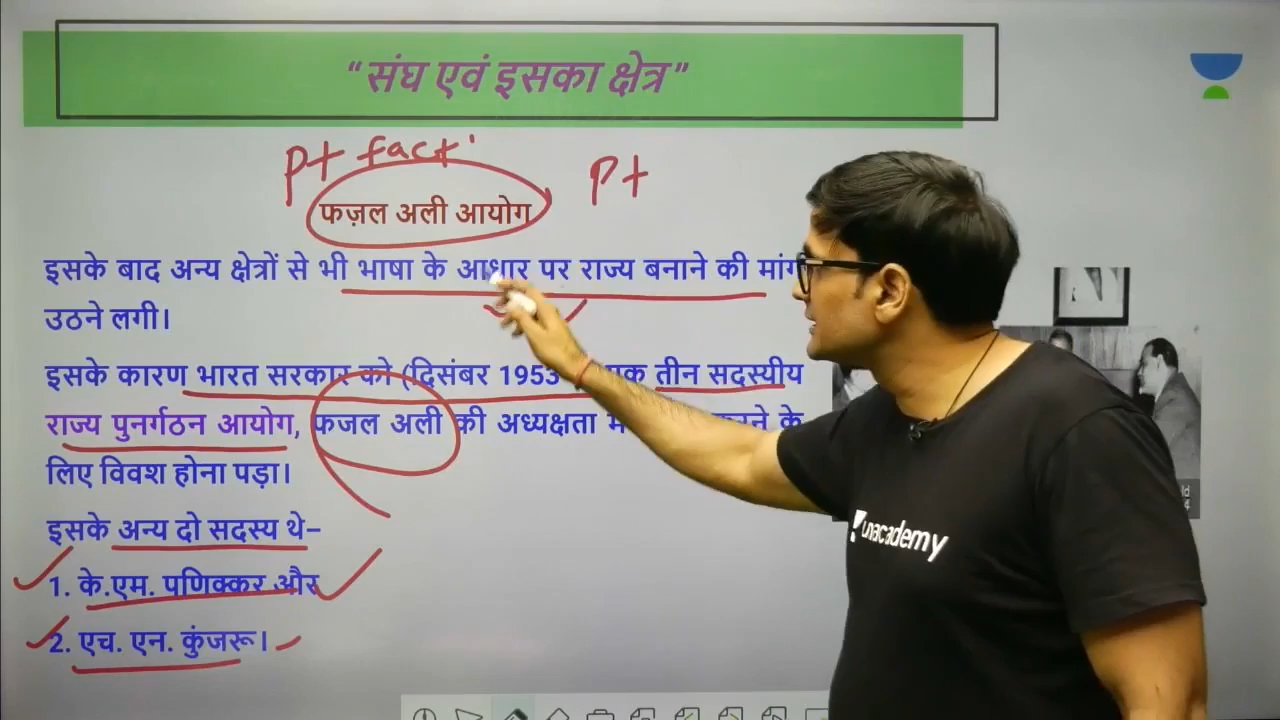 “संघ एवं इसका क्षेत्र”
pt fact
pt
फज़ल अली आयोग
इसके बाद अन्य क्षेत्रों से भी भाषा के आधार पर राज्य बनाने की मांग
उठने लगी।
इसके कारण भारत सरकार को (दिसंबर 1953 तीन सदस्यीय
राज्य पुनर्गठन आयोग, फजल अली की अध्यक्षता के
लिए विवश होना पड़ा।
इसके अन्य दो सदस्य थे–
1. के.एम. पणिक्कर और
2. एच. एन. कुंजरू।
unacademy